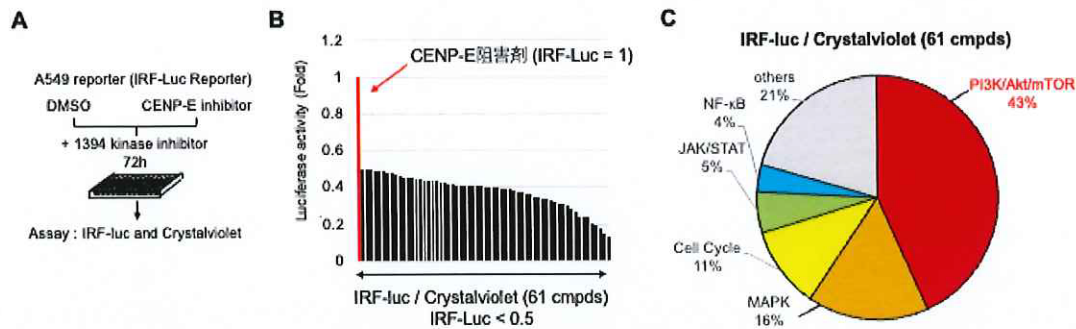 A
A549 reporter (IRF-Luc Reporter)
DMSO CENP-E inhibitor
+ 1394 kinase inhibitor
72h
Assay : IRF-luc and Crystalviolet
B
CENP-E阻害剤 (IRF-Luc = 1)
Luciferase activity (Fold)
1.2
1
0.8
0.6
0.4
0.2
0
IRF-luc / Crystalviolet (61 cmpds)
IRF-Luc < 0.5
C
IRF-luc / Crystalviolet (61 cmpds)
PI3K/Akt/mTOR
43%
others
21%
NF-κB
4%
JAK/STAT
5%
Cell Cycle
11%
MAPK
16%